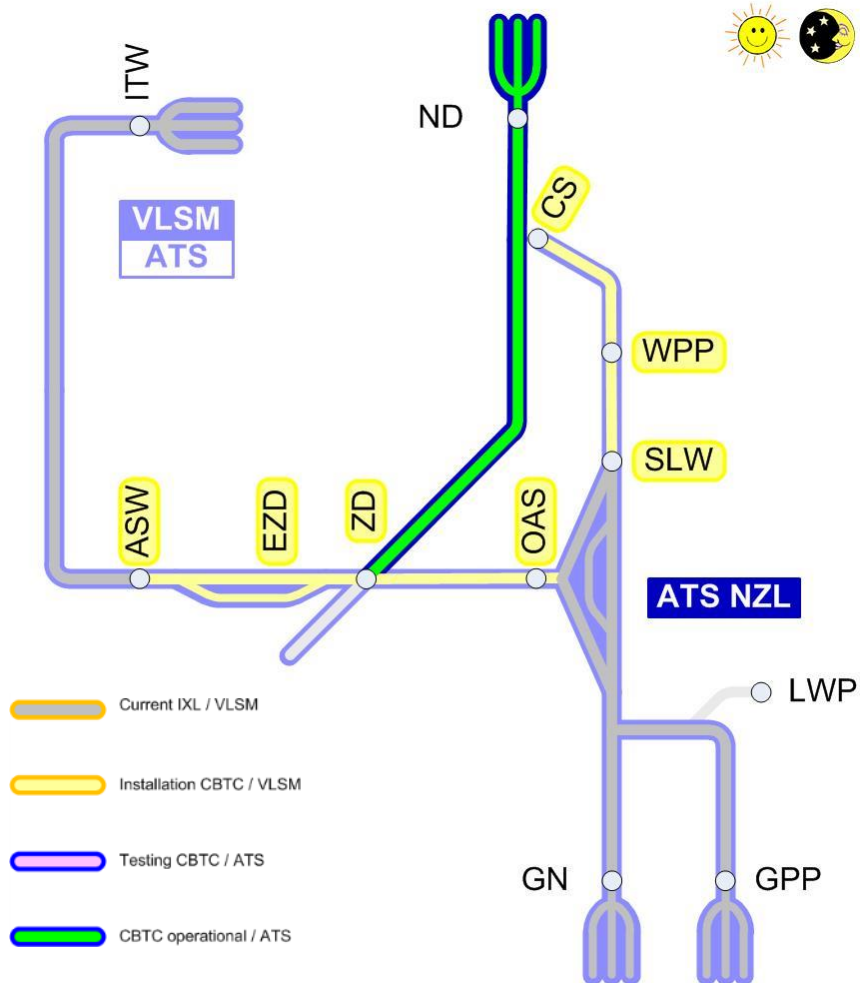 ITW
ND
CS
VLSM
ATS
WPP
SLW
ASW
EZD
ZD
OAS
ATS NZL
LWP
Current IXL / VLSM
Installation CBTC / VLSM
Testing CBTC / ATS
GN
GPP
CBTC operational / ATS